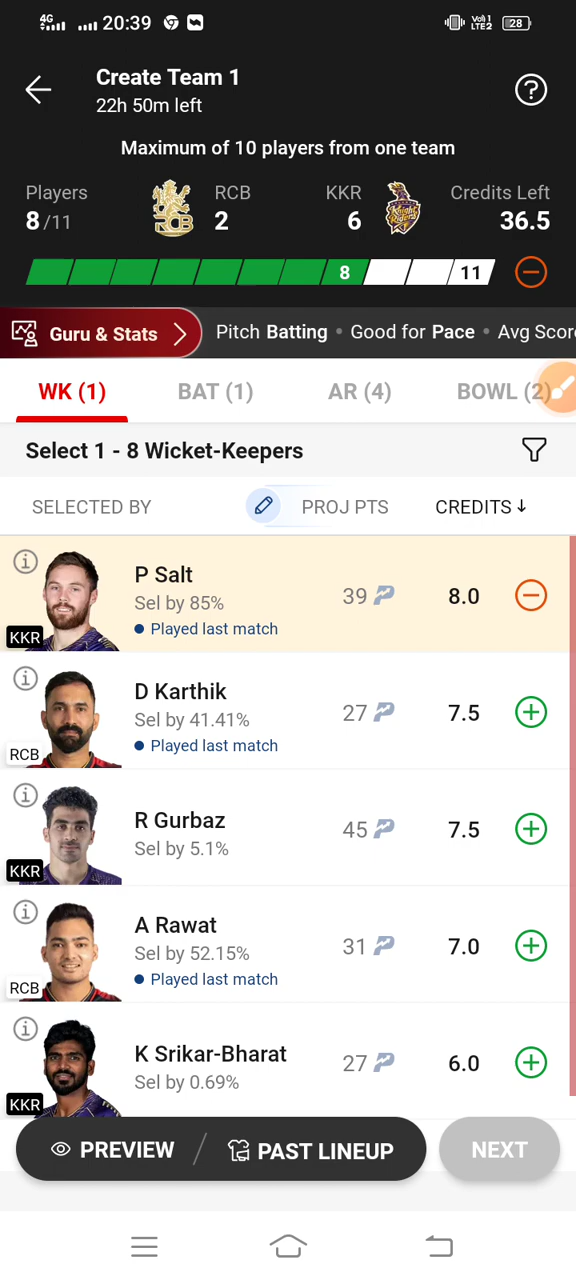 4G 20:39 Vo1) LTE2 28
Create Team 1
22h 50m left
Maximum of 10 players from one team
Players RCB KKR Credits Left
8/11 2 6 36.5
8 11
Guru & Stats Pitch Batting • Good for Pace • Avg Scor
WK (1) BAT (1) AR (4) BOWL (2)
Select 1 - 8 Wicket-Keepers
SELECTED BY PROJ PTS CREDITS ↓
P Salt
Sel by 85% 39 8.0
KKR • Played last match
D Karthik
Sel by 41.41% 27 7.5
RCB • Played last match
R Gurbaz 45 7.5
Sel by 5.1%
KKR
A Rawat
Sel by 52.15% 31 7.0
RCB • Played last match
K Srikar-Bharat 27 6.0
Sel by 0.69%
KKR
PREVIEW / PAST LINEUP NEXT